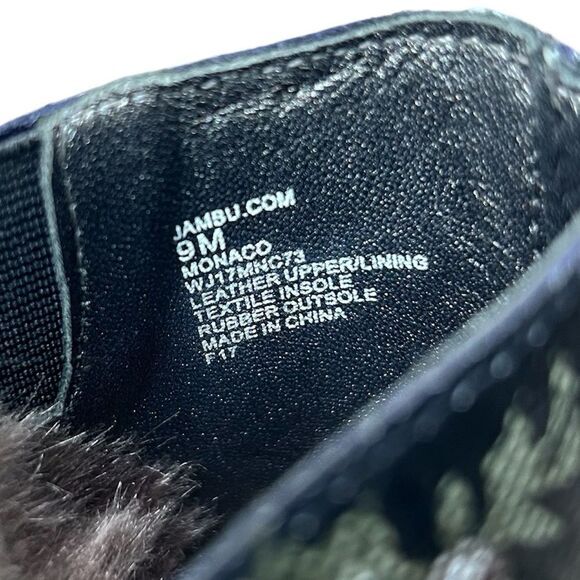 JAMBU.COM
9 M
MONACO
WJ17MNC73
LEATHER UPPER/LINING
TEXTILE INSOLE
RUBBER OUTSOLE
MADE IN CHINA
F17